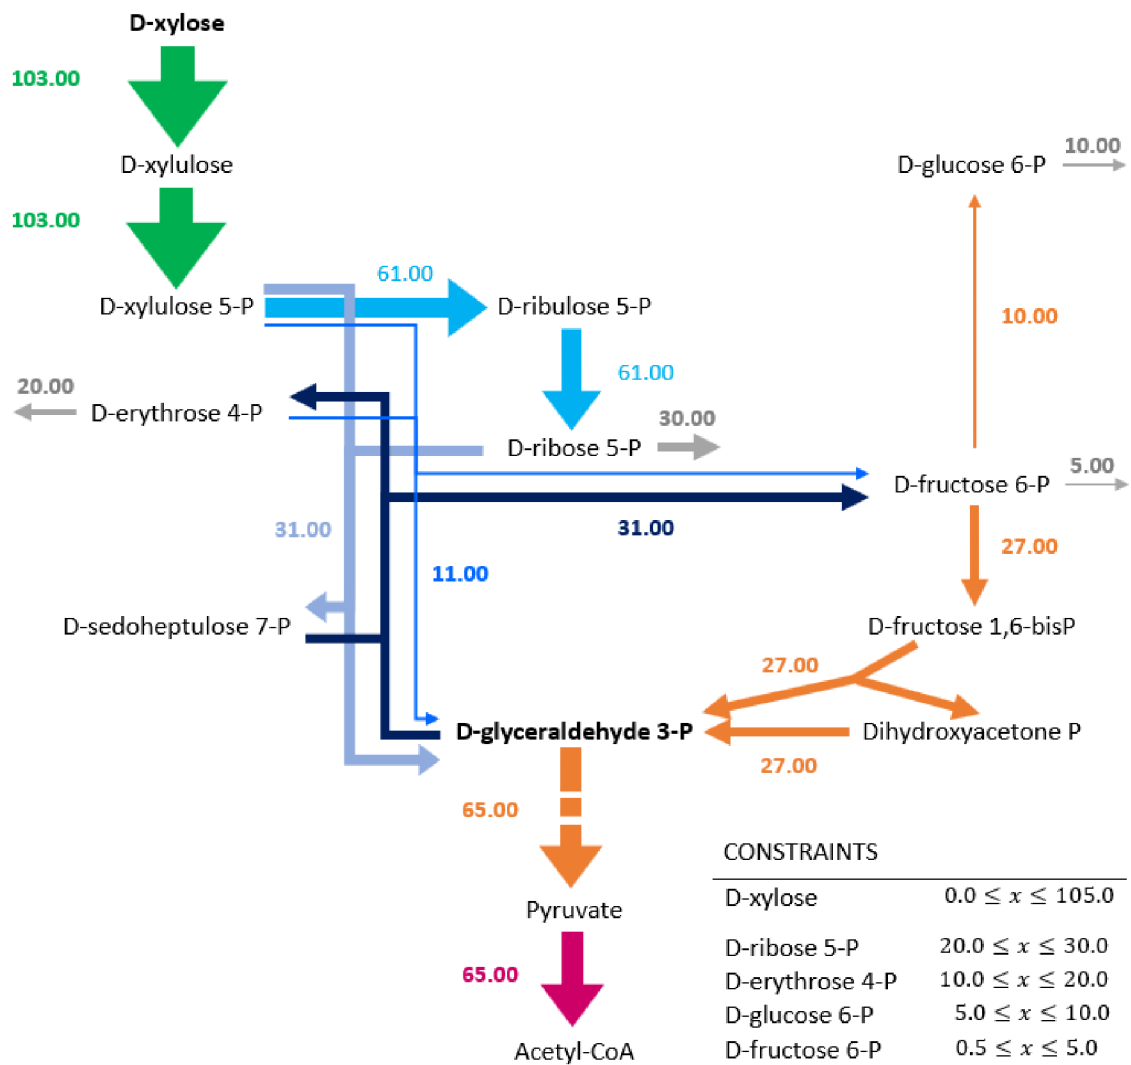 D-xylose
103.00
D-xylulose
10.00
D-glucose 6-P
103.00
61.00
D-xylulose 5-P
D-ribulose 5-P
10.00
61.00
20.00
D-erythrose 4-P
30.00
D-ribose 5-P
5.00
D-fructose 6-P
31.00
31.00
27.00
11.00
D-sedoheptulose 7-P
D-fructose 1,6-bisP
27.00
D-glyceraldehyde 3-P
Dihydroxyacetone P
27.00
65.00
Pyruvate
65.00
Acetyl-CoA
CONSTRAINTS
D-xylose 0.0 ≤ x ≤ 105.0
D-ribose 5-P 20.0 ≤ x ≤ 30.0
D-erythrose 4-P 10.0 ≤ x ≤ 20.0
D-glucose 6-P 5.0 ≤ x ≤ 10.0
D-fructose 6-P 0.5 ≤ x ≤ 5.0